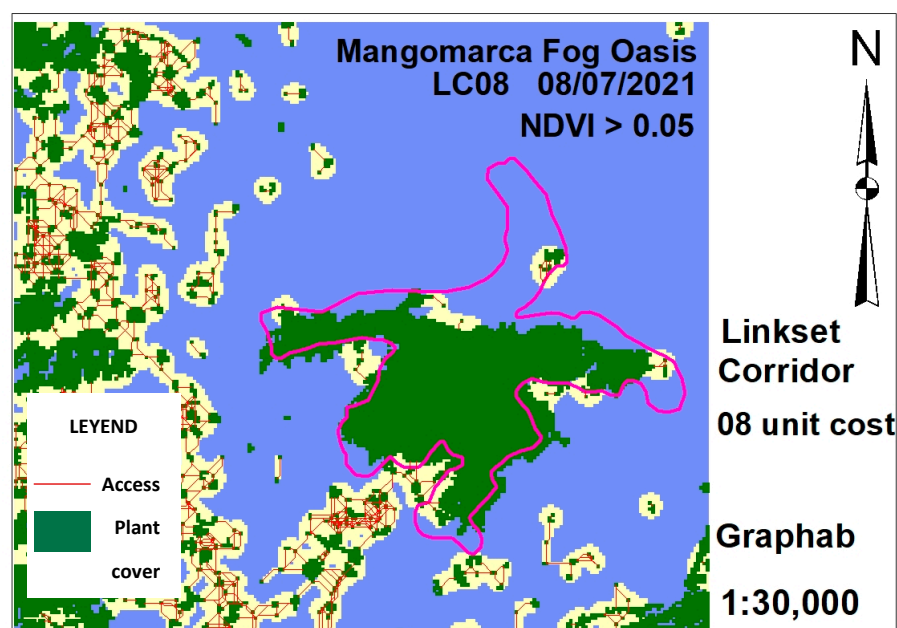 Mangomarca Fog Oasis
LC08 08/07/2021
NDVI > 0.05
N
Linkset
Corridor
08 unit cost
Graphab
1:30,000
LEYEND
Access
Plant
cover